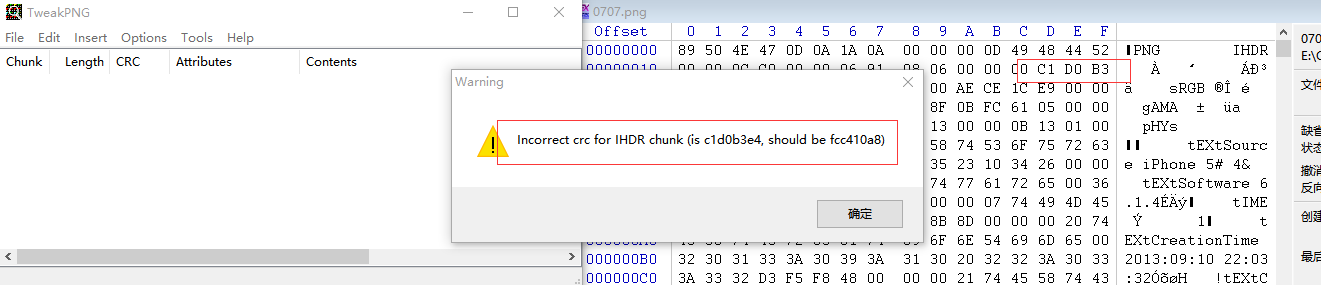 TweakPNG
File Edit Insert Options Tools Help
Chunk Length CRC Attributes Contents
Warning
Incorrect crc for IHDR chunk (is c1d0b3e4, should be fcc410a8)
确定
0707.png
Offset 0 1 2 3 4 5 6 7 8 9 A B C D E F
00000000 89 50 4E 47 0D 0A 1A 0A 00 00 00 0D 49 48 44 52 PNG IHDR
00000010 00 00 0C C0 00 00 06 91 08 06 00 00 00 C1 D0 B3 À ÁÐ³
00 AE CE 1C E9 00 00 ä sRGB ®Î é
8F 0B FC 61 05 00 00 gAMA ± üa
13 00 00 0B 13 01 00 pHYs
58 74 53 6F 75 72 63 tEXtSourc
35 23 10 34 26 00 00 e iPhone 5# 4&
74 77 61 72 65 00 36 tEXtSoftware 6
00 00 07 74 49 4D 45 .1.4ÉÄý tIME
8B 8D 00 00 00 20 74 Ý 1 t
6F 6E 54 69 6D 65 00 EXtCreationTime
000000B0 32 30 31 33 3A 30 39 3A 31 30 20 32 32 3A 30 33 2013:09:10 22:03
000000C0 3A 33 32 D3 F5 F8 48 00 00 00 21 74 45 58 74 43 :32ÓõøH !tEXtC
070
E:\C
文件
缺省
状态
撤消
反向
创建
最后